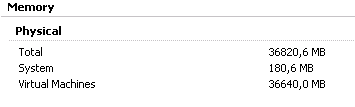 Memory
Physical
Total 36820,6 MB
System 180,6 MB
Virtual Machines 36640,0 MB